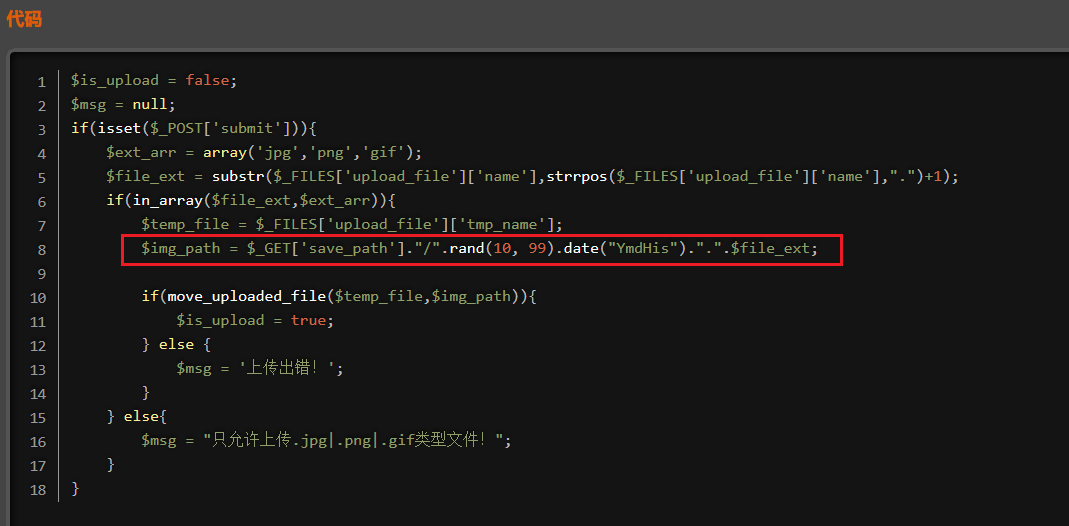 代码
1 $is_upload = false;
2 $msg = null;
3 if(isset($_POST['submit'])){
4     $ext_arr = array('jpg','png','gif');
5     $file_ext = substr($_FILES['upload_file']['name'],strrpos($_FILES['upload_file']['name'],".")+1);
6     if(in_array($file_ext,$ext_arr)){
7         $temp_file = $_FILES['upload_file']['tmp_name'];
8         $img_path = $_GET['save_path']."/".rand(10, 99).date("YmdHis").".".$file_ext;
9
10         if(move_uploaded_file($temp_file,$img_path)){
11             $is_upload = true;
12         } else {
13             $msg = '上传出错！';
14         }
15     } else{
16         $msg = "只允许上传.jpg|.png|.gif类型文件！";
17     }
18 }